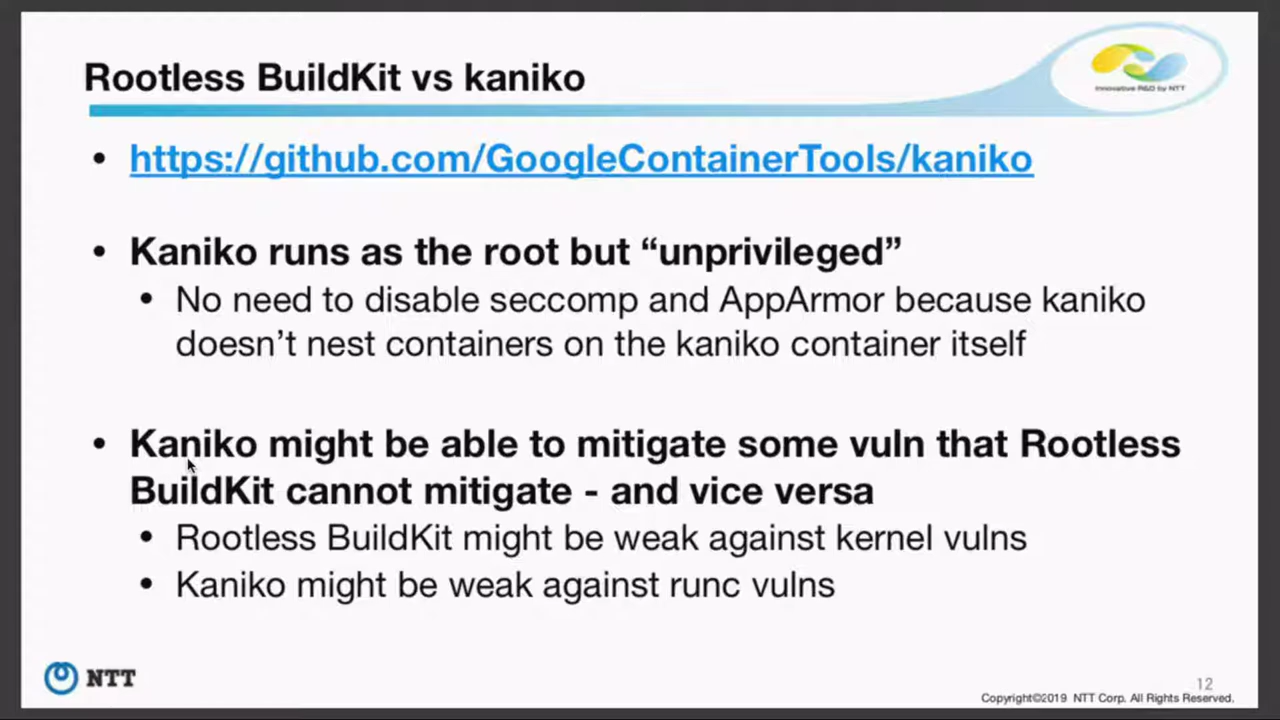 Rootless BuildKit vs kaniko
Innovative R&D by NTT
• https://github.com/GoogleContainerTools/kaniko
• Kaniko runs as the root but “unprivileged”
• No need to disable seccomp and AppArmor because kaniko
doesn’t nest containers on the kaniko container itself
• Kaniko might be able to mitigate some vuln that Rootless
BuildKit cannot mitigate - and vice versa
• Rootless BuildKit might be weak against kernel vulns
• Kaniko might be weak against runc vulns
NTT
12
Copyright©2019 NTT Corp. All Rights Reserved.